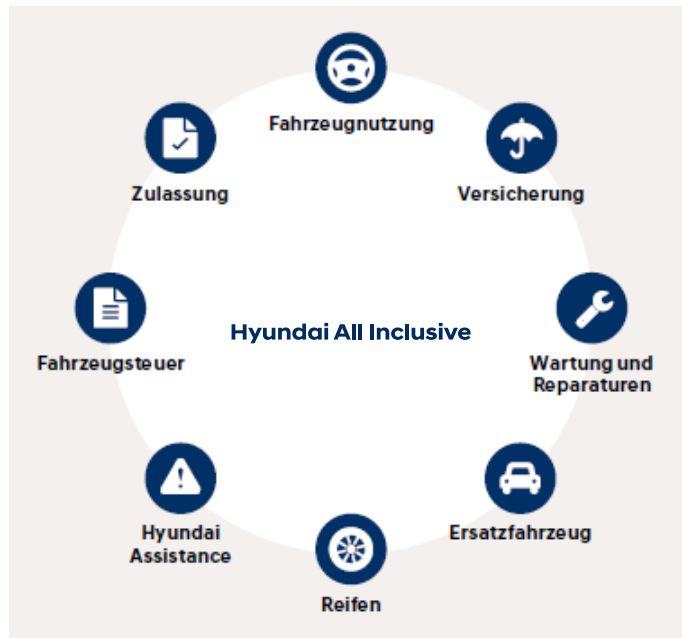 Fahrzeugnutzung
Zulassung
Versicherung
Hyundai All Inclusive
Fahrzeugsteuer
Wartung und
Reparaturen
Hyundai
Assistance
Ersatzfahrzeug
Reifen